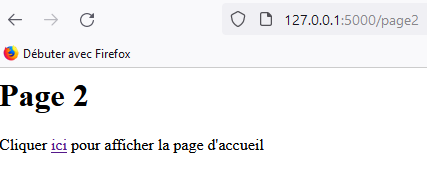 127.0.0.1:5000/page2
Débuter avec Firefox
Page 2
Cliquer ici pour afficher la page d'accueil